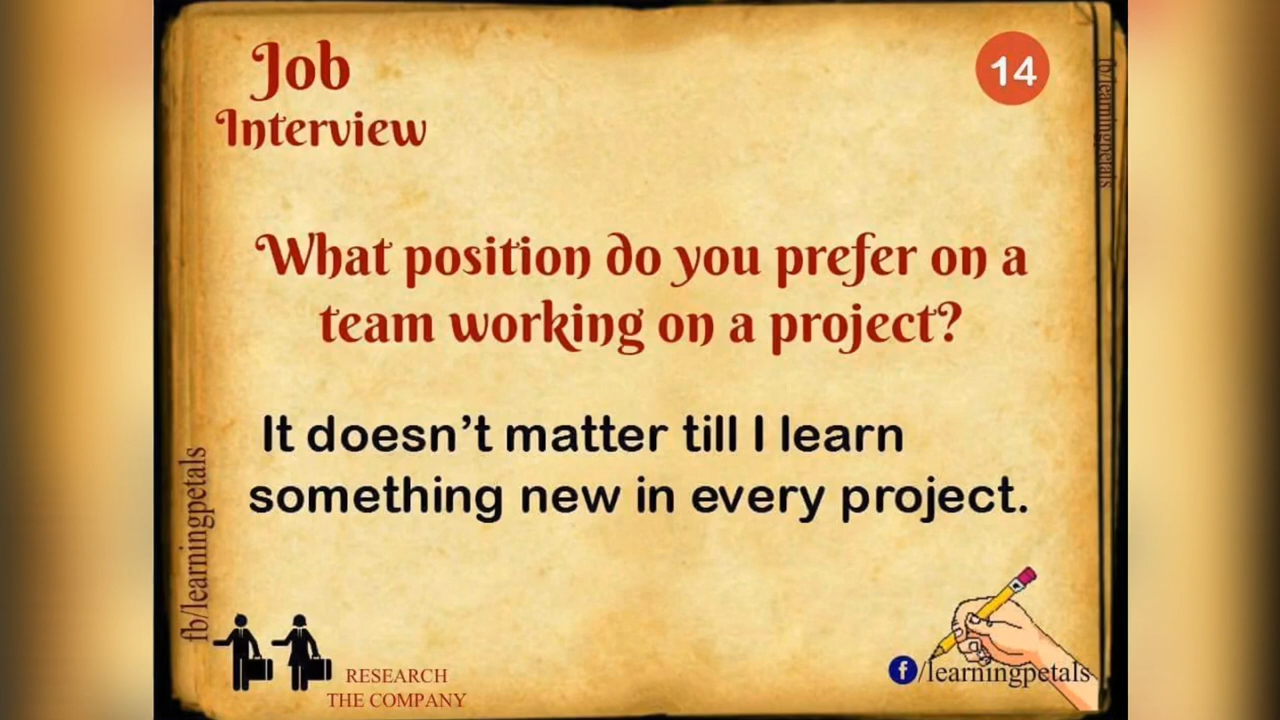 Job
Interview
14
What position do you prefer on a
team working on a project?
It doesn't matter till I learn
something new in every project.
fb/learningpetals
fb/learningpetals
RESEARCH
THE COMPANY
f/learningpetals